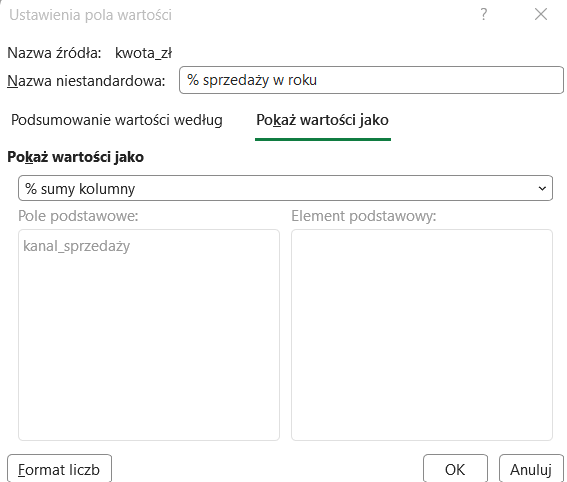 Ustawienia pola wartości ?
Nazwa źródła: kwota_zł
Nazwa niestandardowa: % sprzedaży w roku
Podsumowanie wartości według Pokaż wartości jako
Pokaż wartości jako
% sumy kolumny
Pole podstawowe: Element podstawowy:
kanal_sprzedaży
Format liczb OK Anuluj